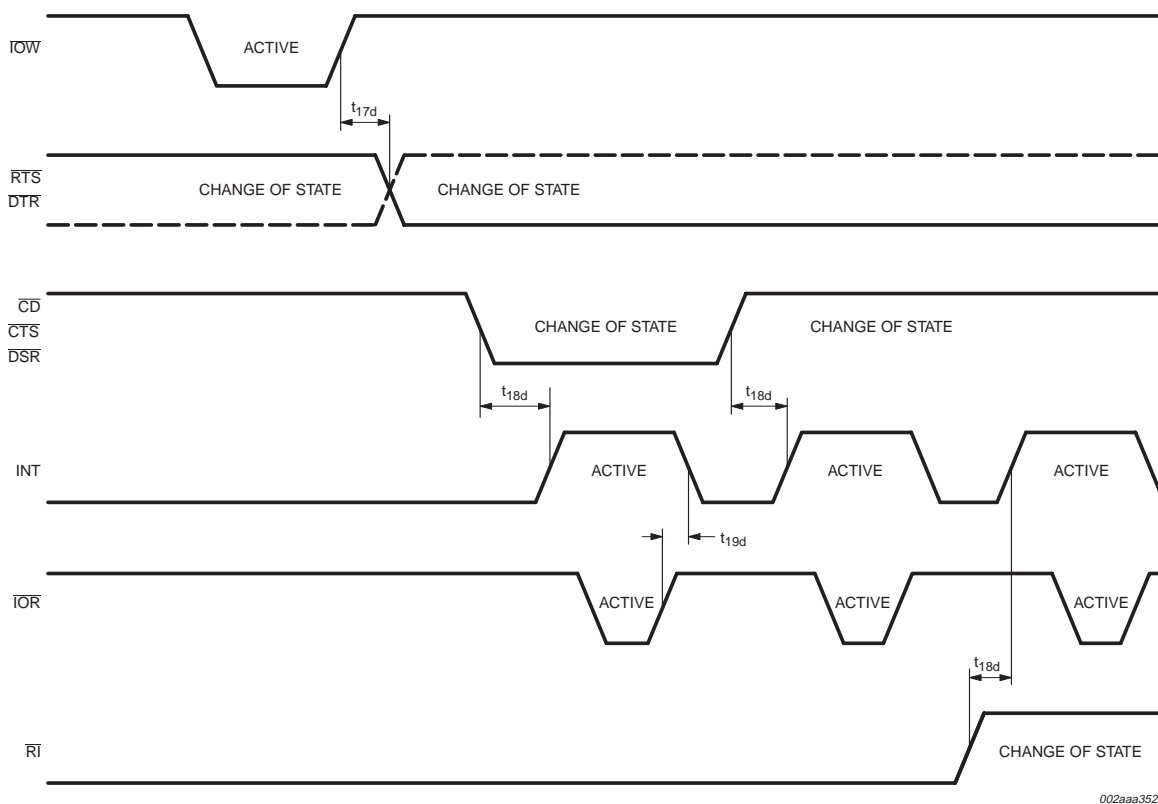 IOW
ACTIVE
t17d
RTS
DTR
CHANGE OF STATE
CHANGE OF STATE
CD
CTS
DSR
CHANGE OF STATE
CHANGE OF STATE
t18d
t18d
INT
ACTIVE
ACTIVE
ACTIVE
t19d
IOR
ACTIVE
ACTIVE
ACTIVE
t18d
RI
CHANGE OF STATE
002aaa352